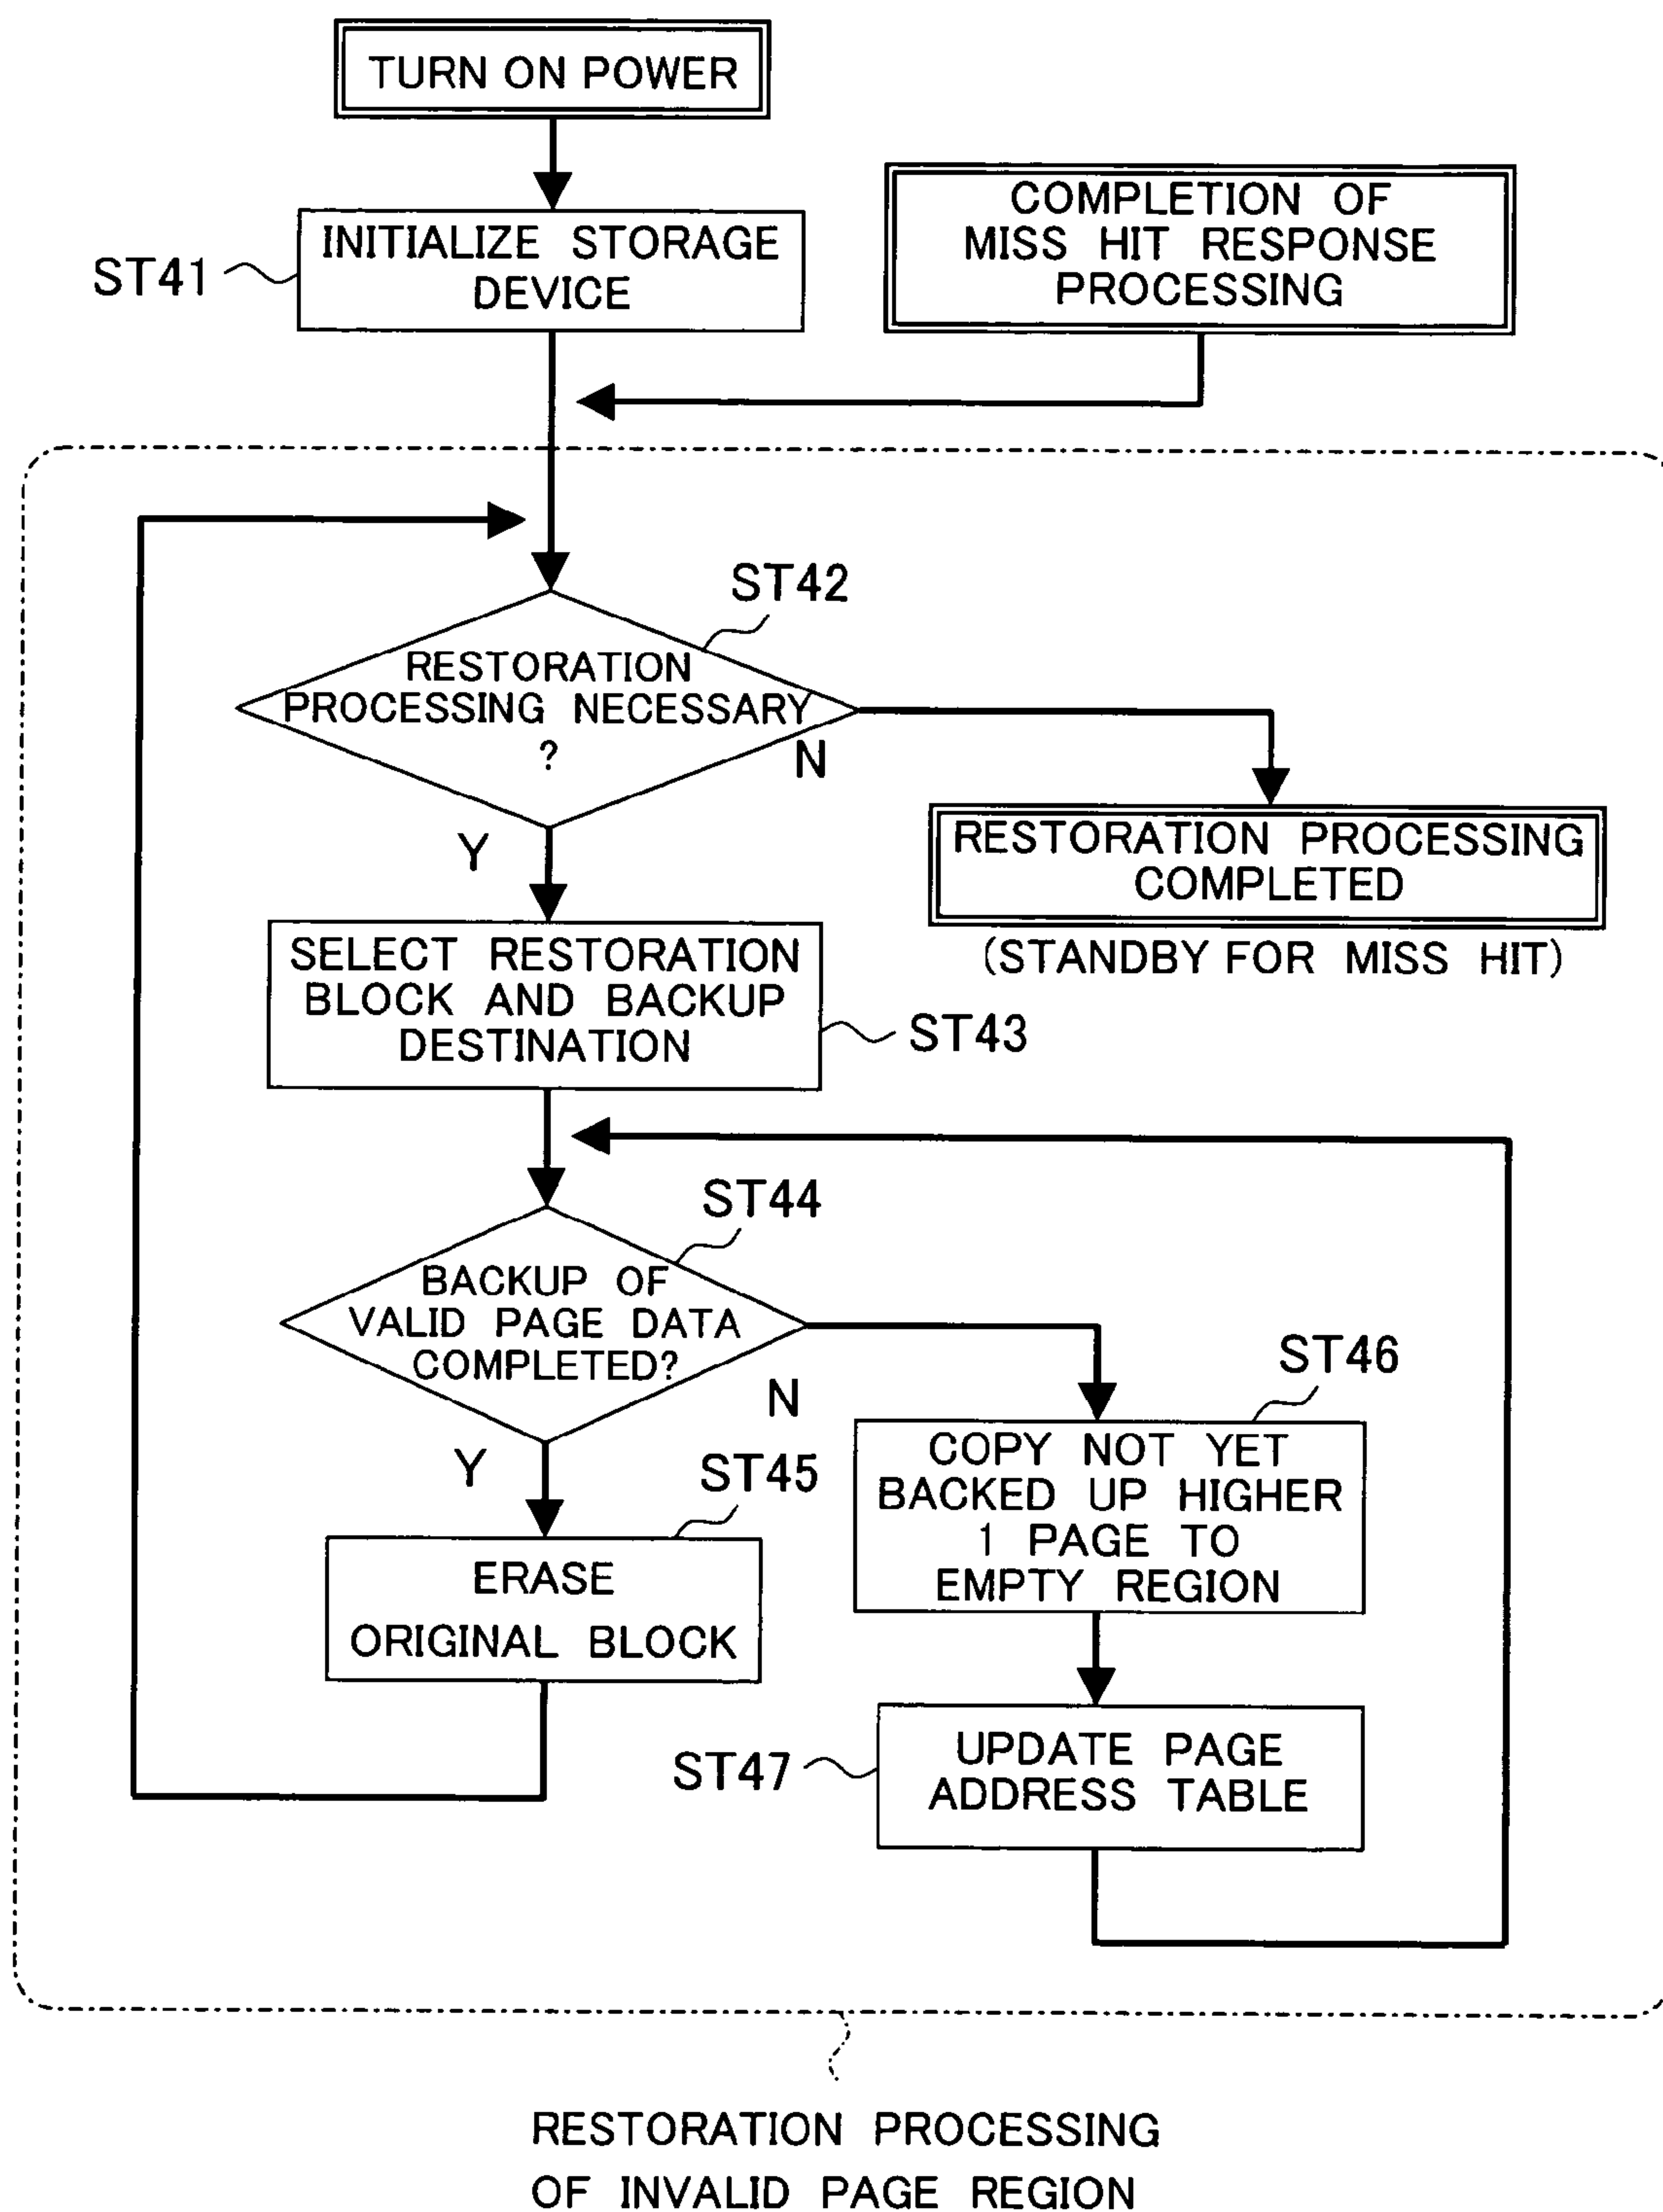 TURN ON POWER
COMPLETION OF
MISS HIT RESPONSE
PROCESSING
INITIALIZE STORAGE
DEVICE
ST41
ST42
RESTORATION
PROCESSING NECESSARY
?
N
Y
RESTORATION PROCESSING
COMPLETED
(STANDBY FOR MISS HIT)
SELECT RESTORATION
BLOCK AND BACKUP
DESTINATION
ST43
ST44
BACKUP OF
VALID PAGE DATA
COMPLETED?
N
Y
ST46
COPY NOT YET
BACKED UP HIGHER
1 PAGE TO
EMPTY REGION
ST45
ERASE
ORIGINAL BLOCK
ST47
UPDATE PAGE
ADDRESS TABLE
RESTORATION PROCESSING
OF INVALID PAGE REGION